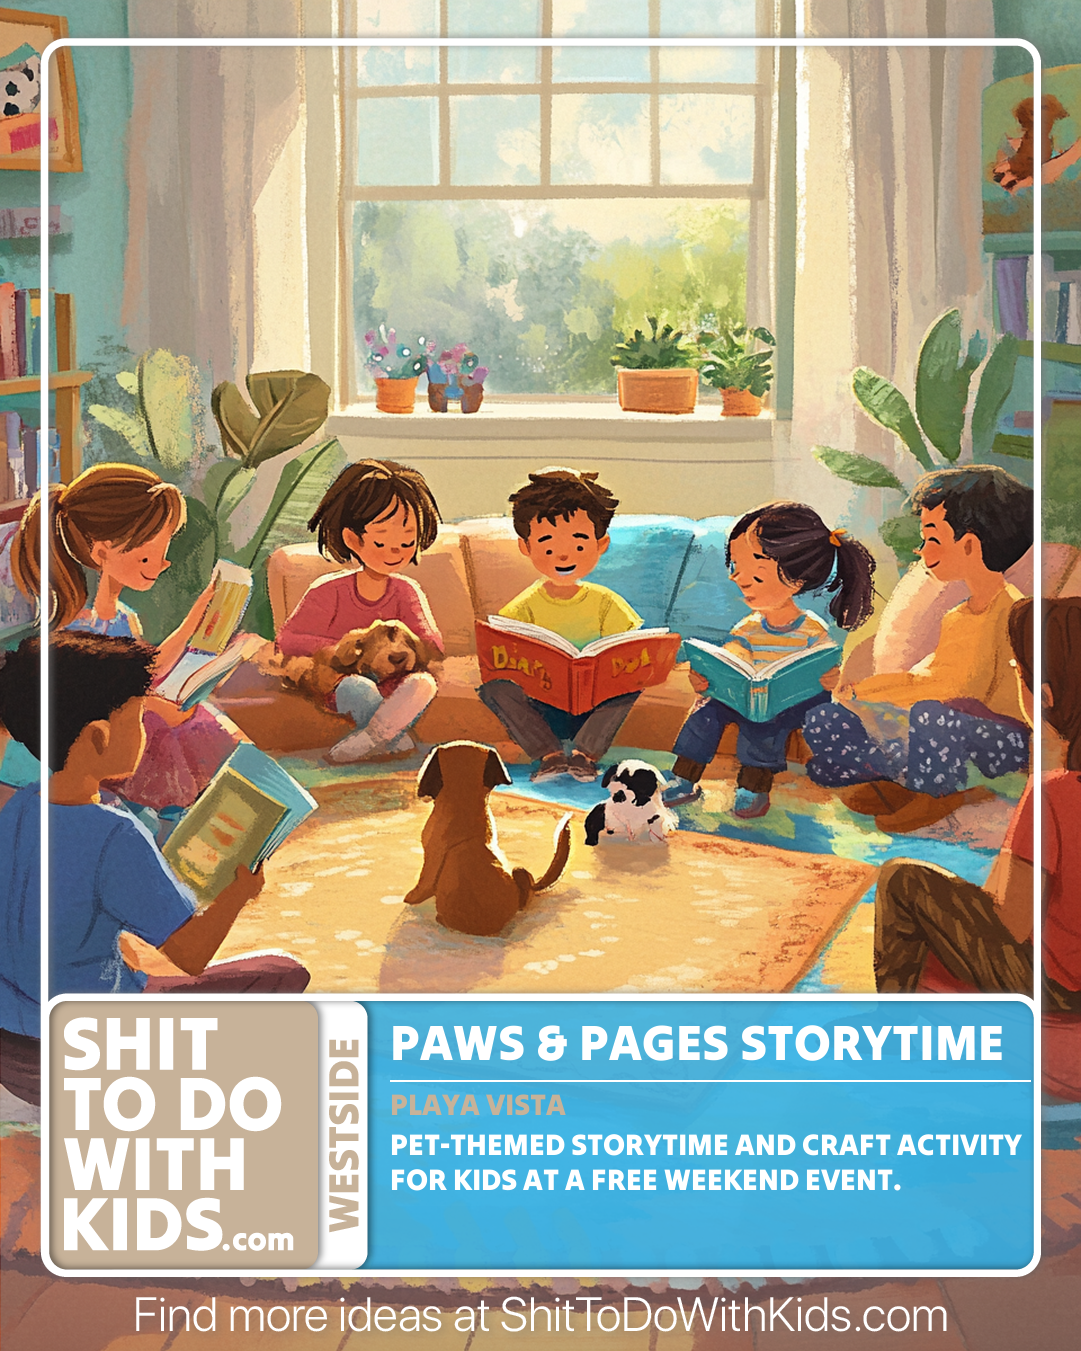 SHIT
TO DO
WITH
KIDS.com
WESTSIDE
PAWS & PAGES STORYTIME
PLAYA VISTA
PET-THEMED STORYTIME AND CRAFT ACTIVITY
FOR KIDS AT A FREE WEEKEND EVENT.
Find more ideas at ShitToDoWithKids.com